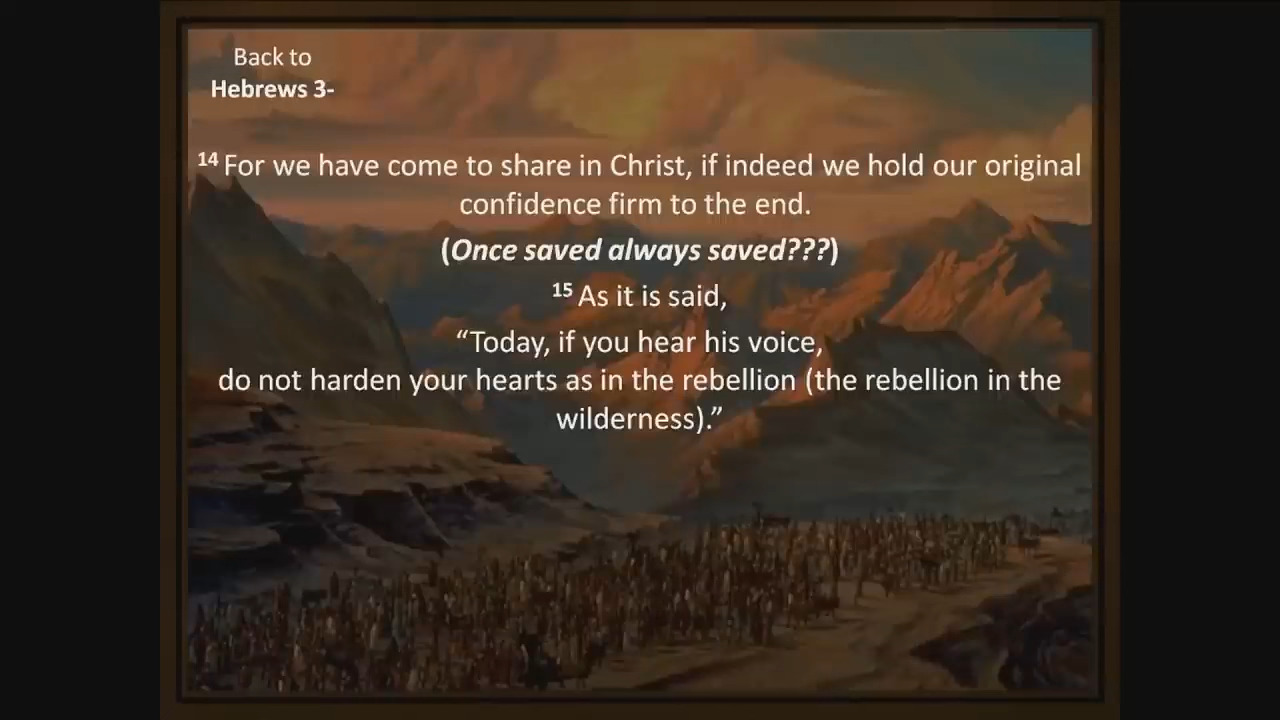 Back to
Hebrews 3-
14 For we have come to share in Christ, if indeed we hold our original
confidence firm to the end.
(Once saved always saved???)
15 As it is said,
“Today, if you hear his voice,
do not harden your hearts as in the rebellion (the rebellion in the
wilderness).”